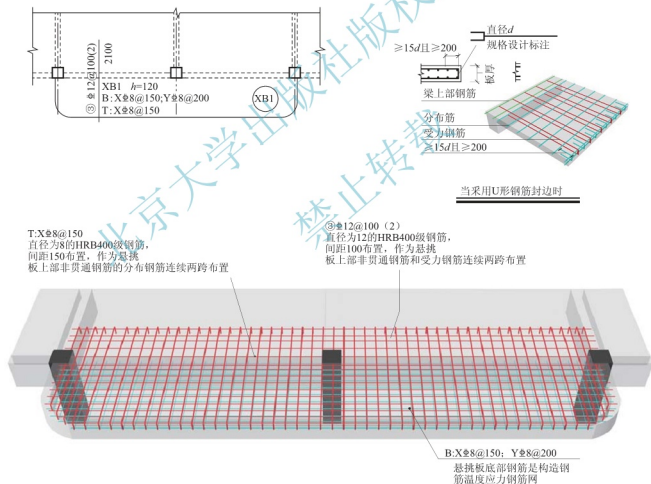 ③⌀12@100(2)
2100
XB1 h=120
B:X⌀8@150;Y⌀8@200
T:X⌀8@150
XB1
直径d
规格设计标注
≥15d且≥200
板厚
梁上部钢筋
分布筋
受力钢筋
≥15d且≥200
当采用U形钢筋封边时
北京大学出版社版权
禁止转载
T:X⌀8@150
直径为8的HRB400级钢筋,
间距150布置，作为悬挑
板上部非贯通钢筋的分布钢筋连续两跨布置
③⌀12@100（2）
直径为12的HRB400级钢筋,
间距100布置，作为悬挑
板上部非贯通钢筋和受力钢筋连续两跨布置
B:X⌀8@150；Y⌀8@200
悬挑板底部钢筋是构造钢
筋温度应力钢筋网